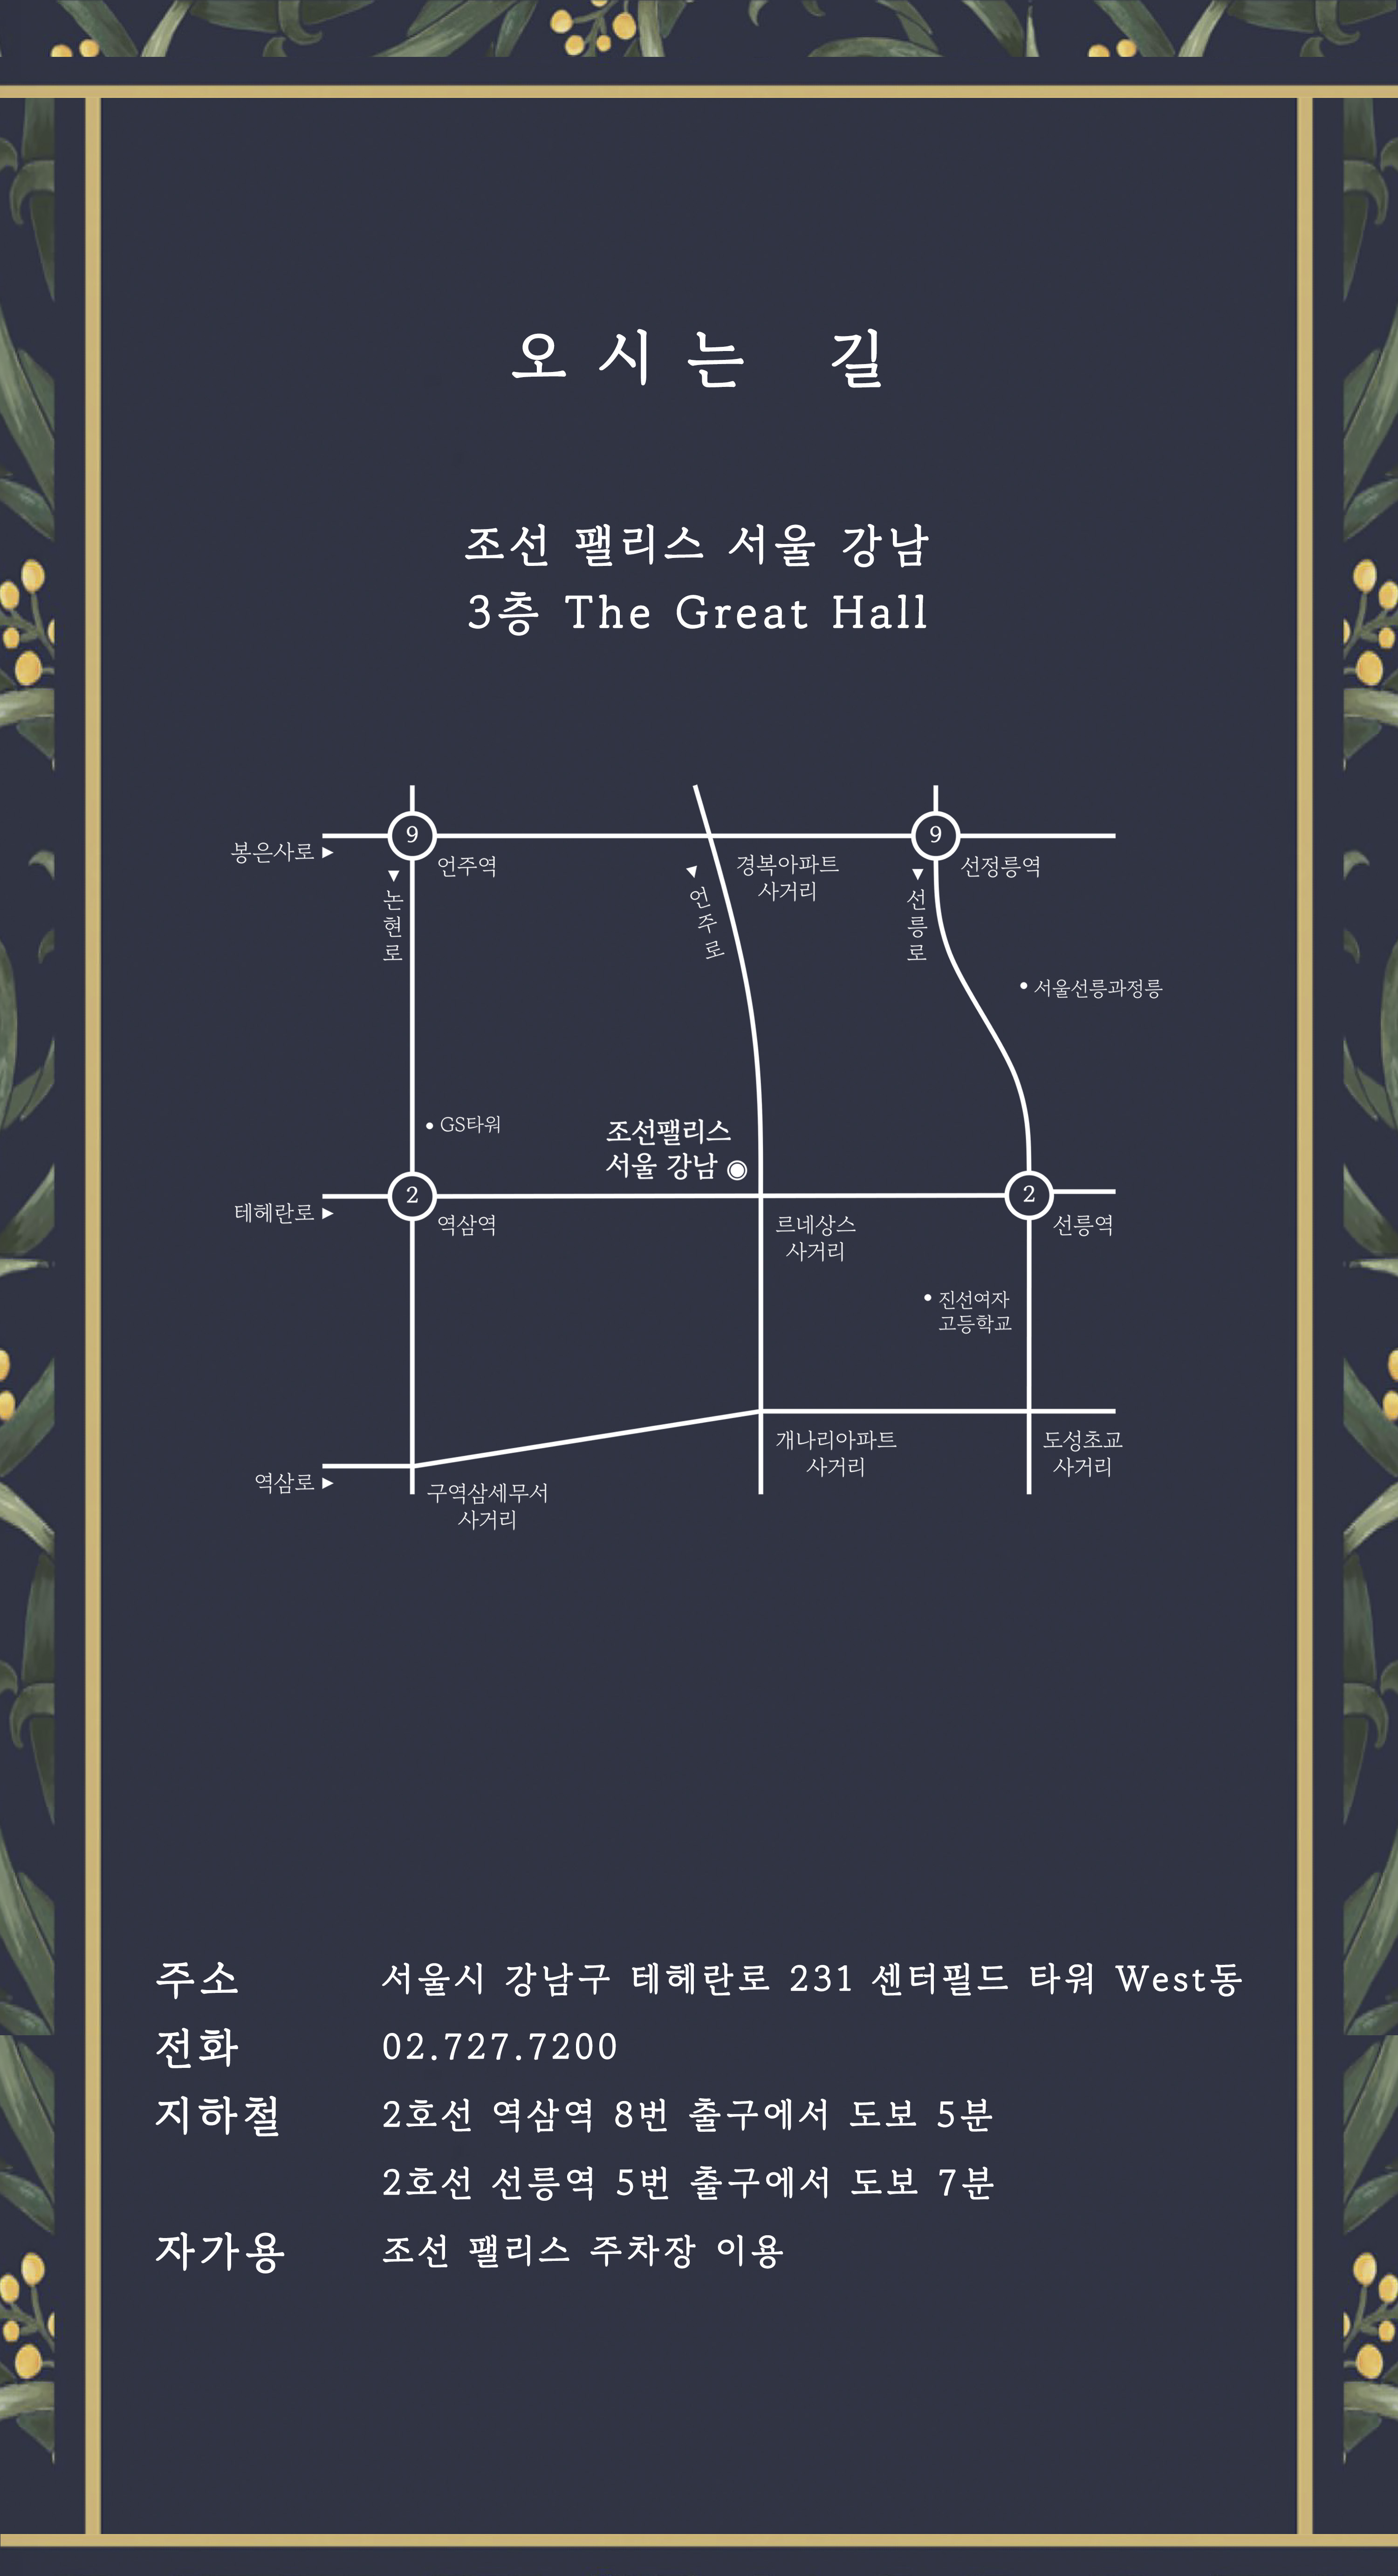 오시는 길
조선 팰리스 서울 강남
3층 The Great Hall
9
9
봉은사로 ▶
언주역
경복아파트
사거리
선정릉역
▼
논
현
로
▲
언
주
로
▼
선
릉
로
• 서울선릉과정릉
• GS타워
조선팰리스
서울 강남 ◉
2
2
테헤란로 ▶
역삼역
르네상스
사거리
선릉역
• 진선여자
고등학교
개나리아파트
사거리
도성초교
사거리
역삼로 ▶
구역삼세무서
사거리
주소 서울시 강남구 테헤란로 231 센터필드 타워 West동
전화 02.727.7200
지하철 2호선 역삼역 8번 출구에서 도보 5분
2호선 선릉역 5번 출구에서 도보 7분
자가용 조선 팰리스 주차장 이용